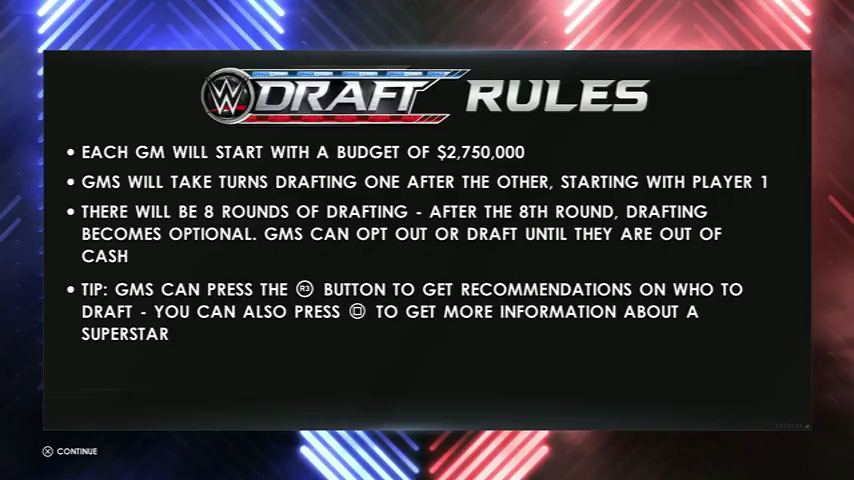 W DRAFT RULES
• EACH GM WILL START WITH A BUDGET OF $2,750,000
• GMS WILL TAKE TURNS DRAFTING ONE AFTER THE OTHER, STARTING WITH PLAYER 1
• THERE WILL BE 8 ROUNDS OF DRAFTING - AFTER THE 8TH ROUND, DRAFTING
BECOMES OPTIONAL. GMS CAN OPT OUT OR DRAFT UNTIL THEY ARE OUT OF
CASH
• TIP: GMS CAN PRESS THE R3 BUTTON TO GET RECOMMENDATIONS ON WHO TO
DRAFT - YOU CAN ALSO PRESS TO GET MORE INFORMATION ABOUT A
SUPERSTAR
CONTINUE